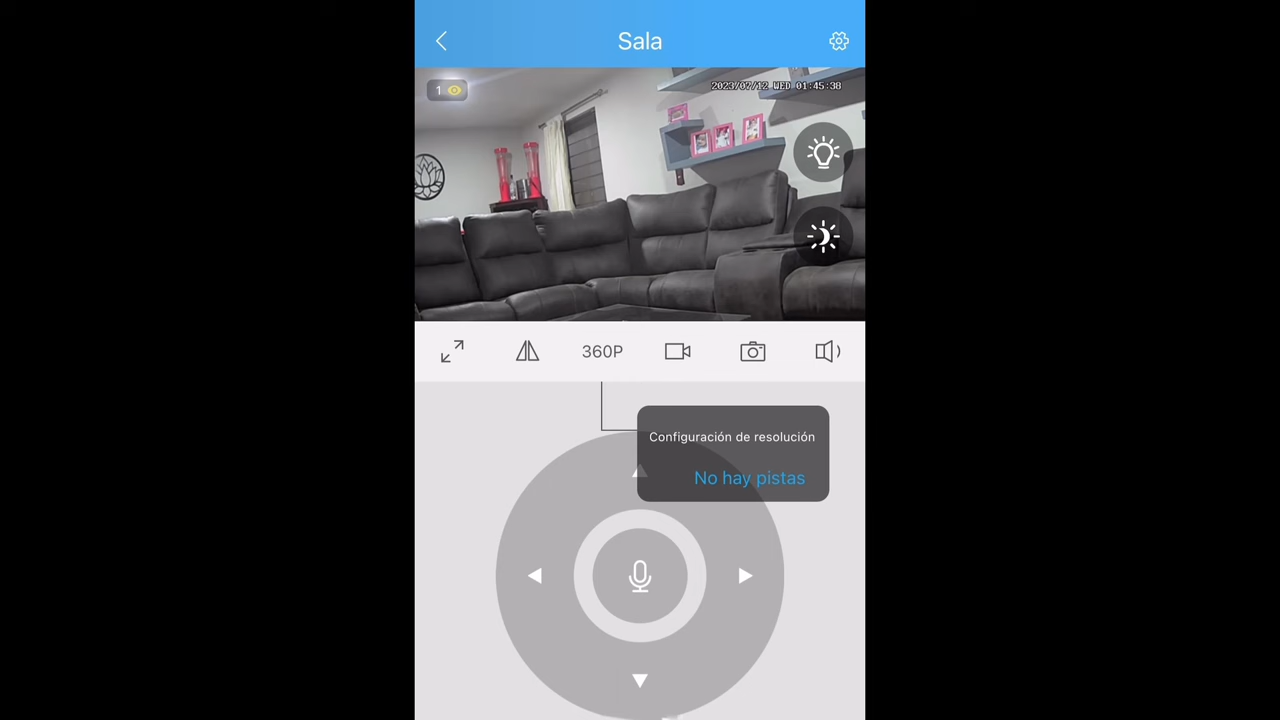 Sala
1
2023/07/12 WED 01:45:38
360P
Configuración de resolución
No hay pistas